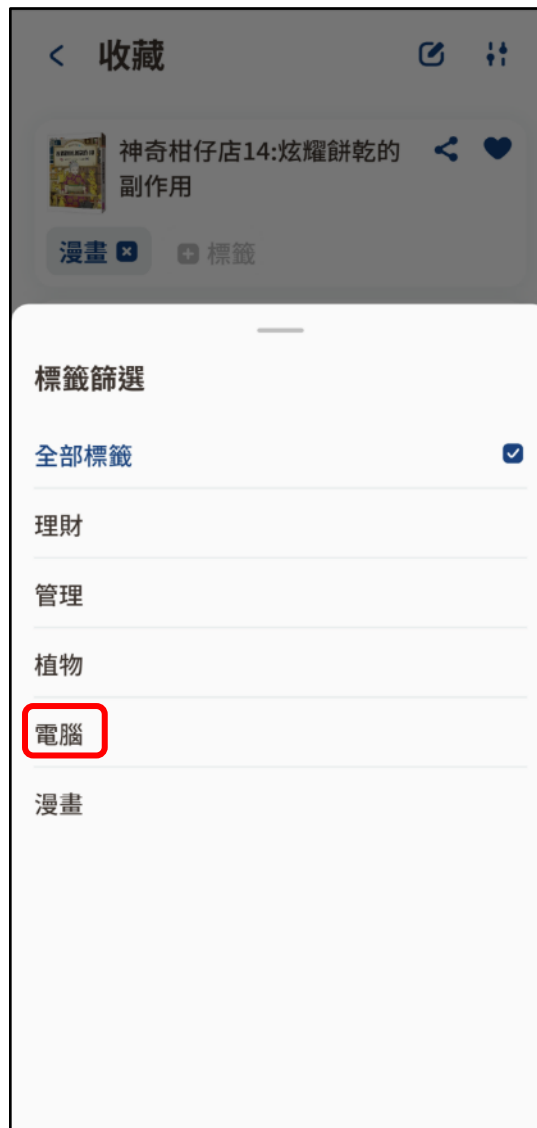 收藏
神奇柑仔店14:炫耀餅乾的
副作用
漫畫
標籤
標籤篩選
全部標籤
理財
管理
植物
電腦
漫畫